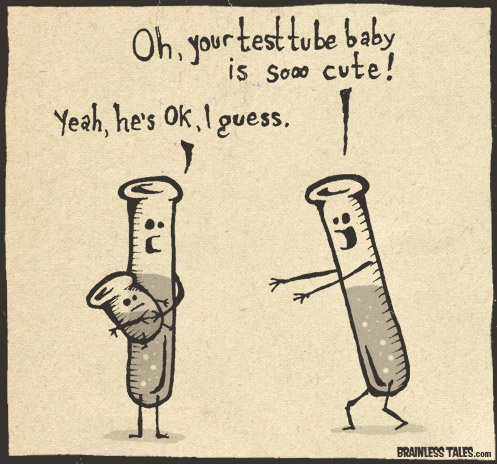 Oh, your test tube baby
is sooo cute!
Yeah, he's OK, I guess.
BRAINLESS TALES.com